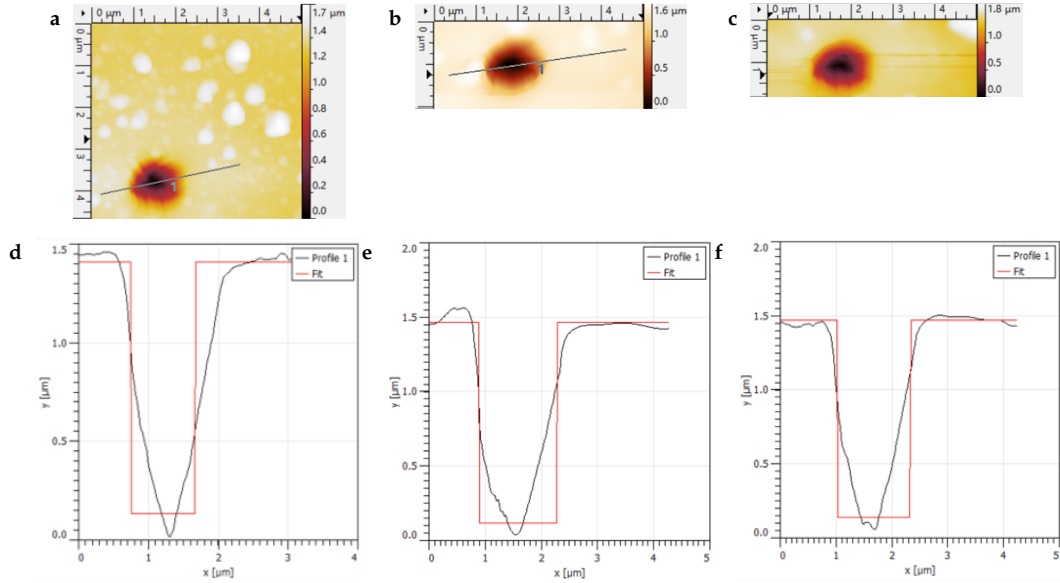 a
0 µm 1 2 3 4
1.7 µm
0 µm
1
2
3
4
1
1.4
1.2
1.0
0.8
0.6
0.4
0.2
0.0
b
0 µm 1 2 3 4
1.6 µm
0 µm
1
1.0
0.5
0.0
c
0 µm 1 2 3 4
1.8 µm
0 µm
1.0
0.5
0.0
d
1.5
1.0
0.5
0.0
y [µm]
0 1 2 3 4
x [µm]
Profile 1
Fit
e
2.0
1.5
1.0
0.5
0.0
y [µm]
0 1 2 3 4 5
x [µm]
Profile 1
Fit
f
2.0
1.5
1.0
0.5
0.0
y [µm]
0 1 2 3 4 5
x [µm]
Profile 1
Fit